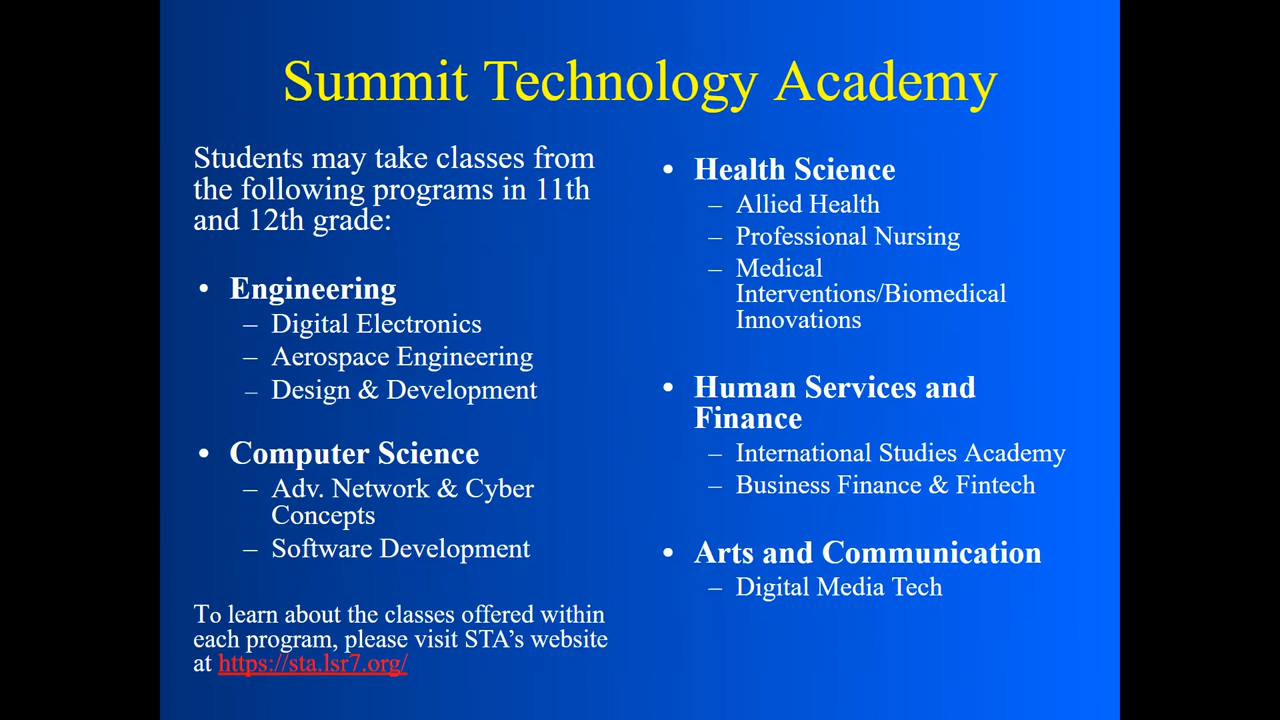 Summit Technology Academy
Students may take classes from
the following programs in 11th
and 12th grade:
• Engineering
– Digital Electronics
– Aerospace Engineering
– Design & Development
• Computer Science
– Adv. Network & Cyber
Concepts
– Software Development
To learn about the classes offered within
each program, please visit STA’s website
at https://sta.lsr7.org/
• Health Science
– Allied Health
– Professional Nursing
– Medical
Interventions/Biomedical
Innovations
• Human Services and
Finance
– International Studies Academy
– Business Finance & Fintech
• Arts and Communication
– Digital Media Tech